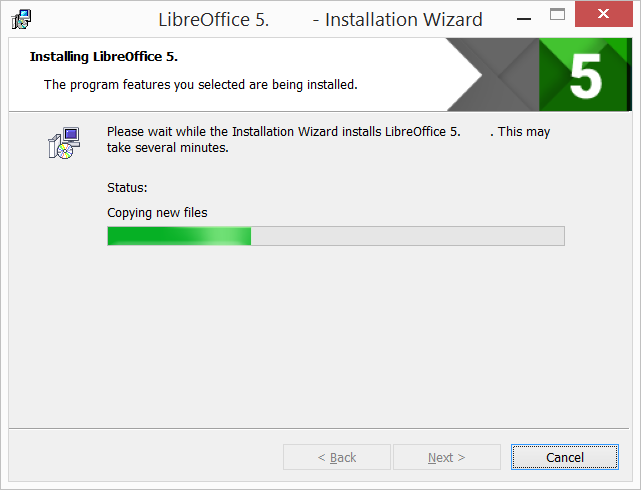 LibreOffice 5. - Installation Wizard
Installing LibreOffice 5.
The program features you selected are being installed.
5
Please wait while the Installation Wizard installs LibreOffice 5. . This may
take several minutes.
Status:
Copying new files
< Back Next > Cancel